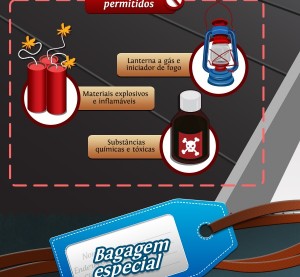 permitidos
Lanterna a gás e
iniciador de fogo
Materiais explosivos
e inflamáveis
Substâncias
químicas e tóxicas
Bagagem
especial